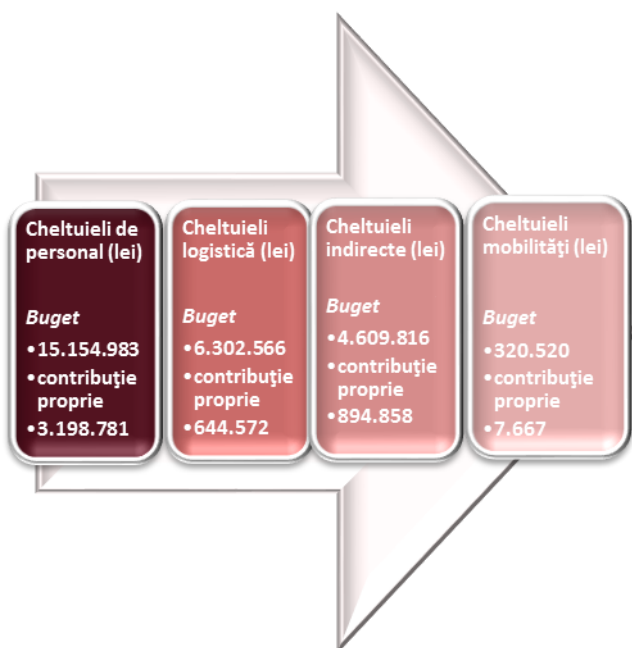 Cheltuieli de
personal (lei)
Buget
•15.154.983
•contribuţie
proprie
•3.198.781
Cheltuieli
logistică (lei)
Buget
•6.302.566
•contribuţie
proprie
•644.572
Cheltuieli
indirecte (lei)
Buget
•4.609.816
•contribuţie
proprie
•894.858
Cheltuieli
mobilităţi (lei)
Buget
•320.520
•contribuţie
proprie
•7.667